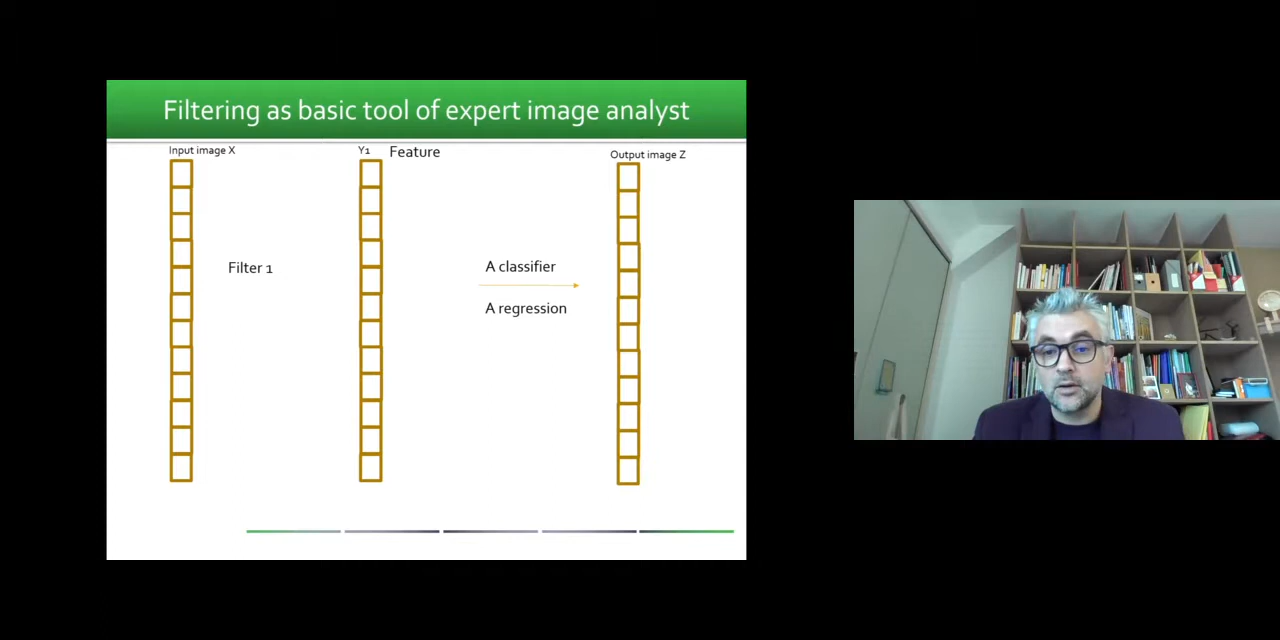 Filtering as basic tool of expert image analyst
Input image X
Y1
Feature
Output image Z
Filter 1
A classifier
A regression